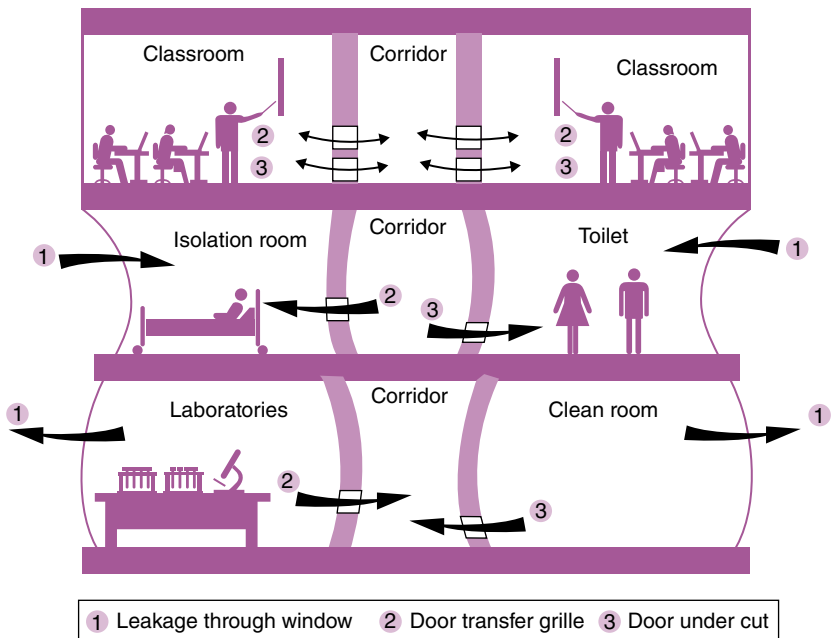 Classroom
Corridor
Classroom
2
2
3
3
Isolation room
Corridor
Toilet
1
1
2
3
Laboratories
Corridor
Clean room
1
1
2
3
1 Leakage through window 2 Door transfer grille 3 Door under cut